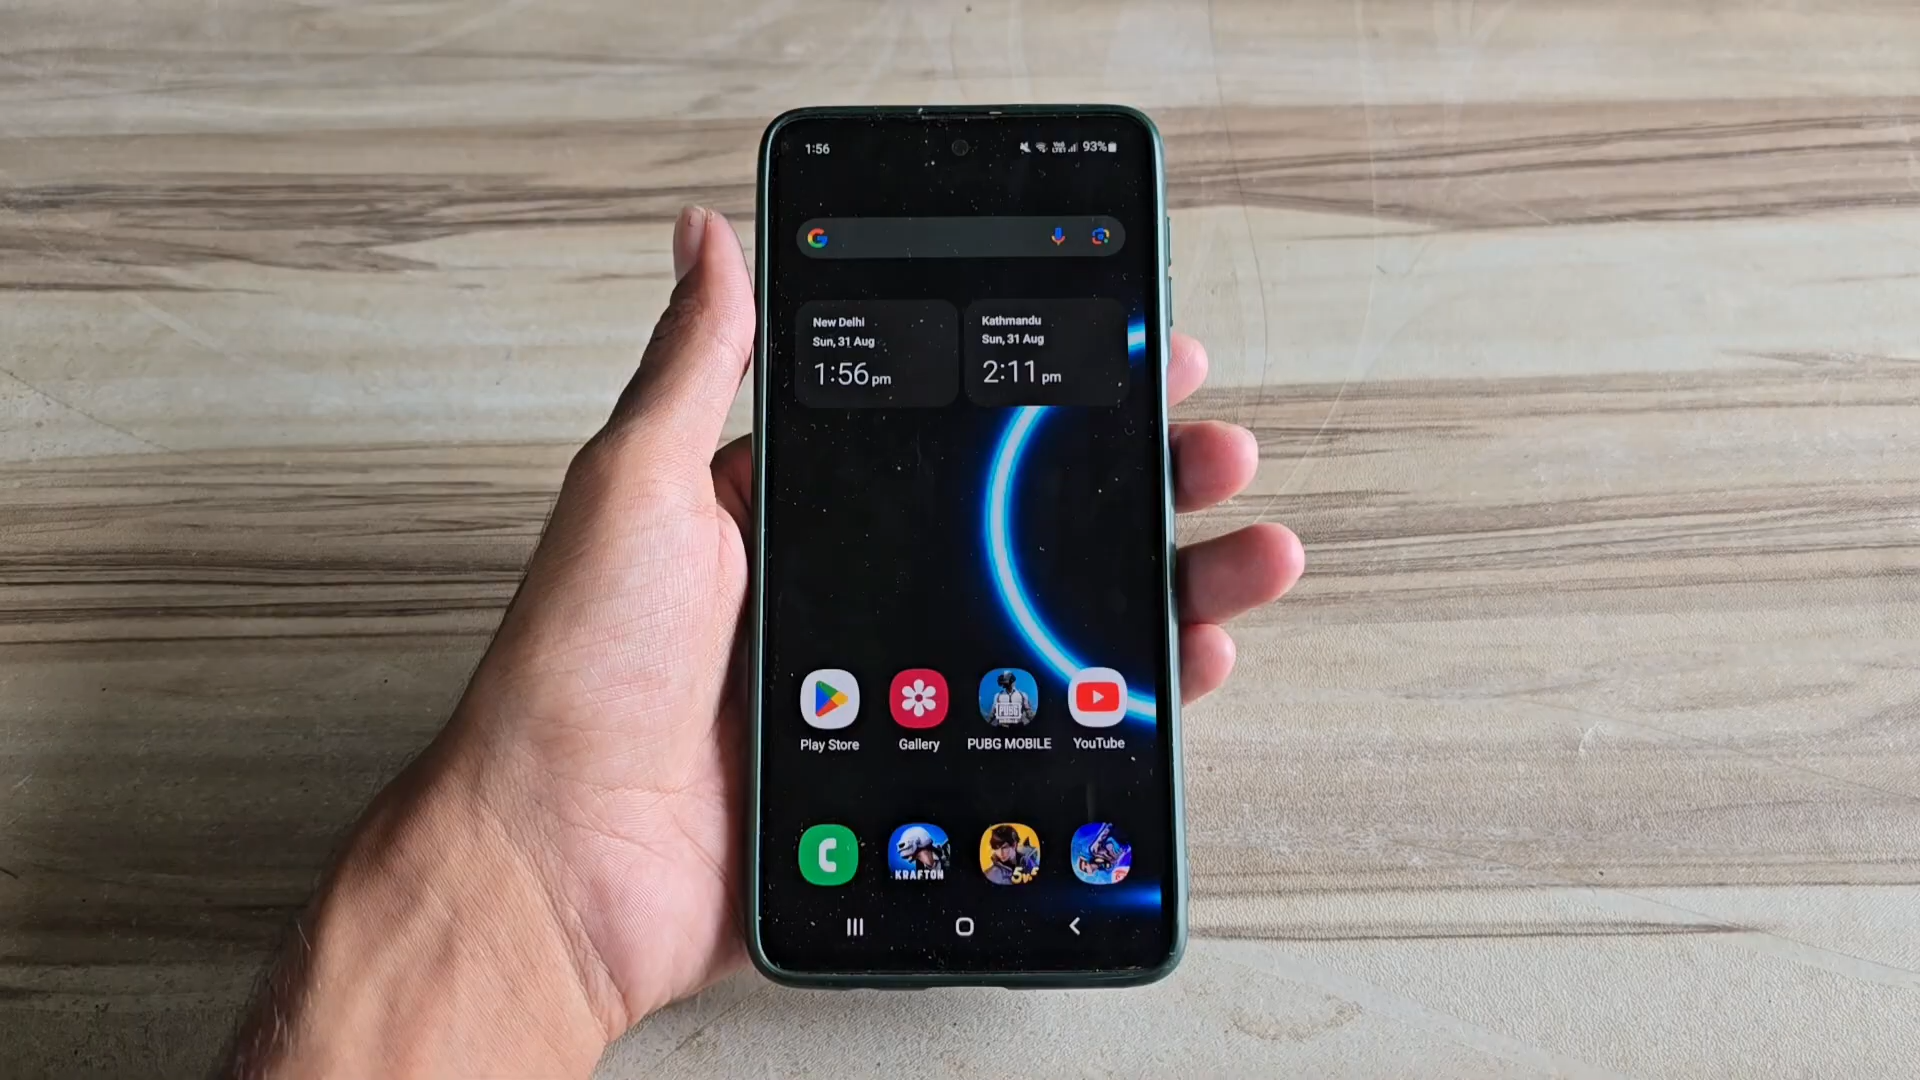 1:56
93%
New Delhi
Sun, 31 Aug
1:56 pm
Kathmandu
Sun, 31 Aug
2:11 pm
Play Store
Gallery
PUBG MOBILE
YouTube
PUBG
KRAFTON